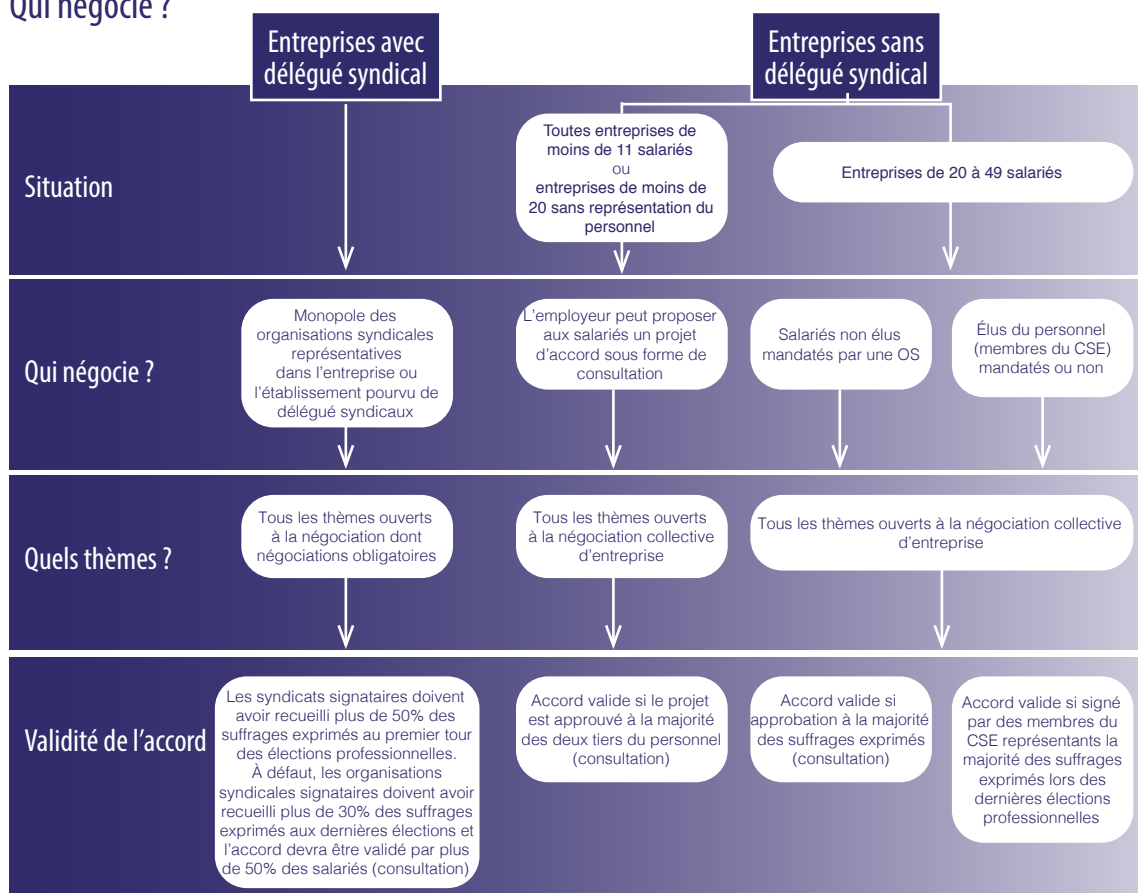 Qui négocie ?
Entreprises avec
délégué syndical
Entreprises sans
délégué syndical
Situation
Toutes entreprises de
moins de 11 salariés
ou
entreprises de moins de
20 sans représentation du
personnel
Entreprises de 20 à 49 salariés
Qui négocie ?
Monopole des
organisations syndicales
représentatives
dans l’entreprise ou
l’établissement pourvu de
délégué syndicaux
L’employeur peut proposer
aux salariés un projet
d’accord sous forme de
consultation
Salariés non élus
mandatés par une OS
Élus du personnel
(membres du CSE)
mandatés ou non
Quels thèmes ?
Tous les thèmes ouverts
à la négociation dont
négociations obligatoires
Tous les thèmes ouverts
à la négociation collective
d’entreprise
Tous les thèmes ouverts à la négociation collective
d’entreprise
Validité de l’accord
Les syndicats signataires doivent
avoir recueilli plus de 50% des
suffrages exprimés au premier tour
des élections professionnelles.
À défaut, les organisations
syndicales signataires doivent avoir
recueilli plus de 30% des suffrages
exprimés aux dernières élections et
l’accord devra être validé par plus
de 50% des salariés (consultation)
Accord valide si le projet
est approuvé à la majorité
des deux tiers du personnel
(consultation)
Accord valide si
approbation à la majorité
des suffrages exprimés
(consultation)
Accord valide si signé
par des membres du
CSE représentants la
majorité des suffrages
exprimés lors des
dernières élections
professionnelles